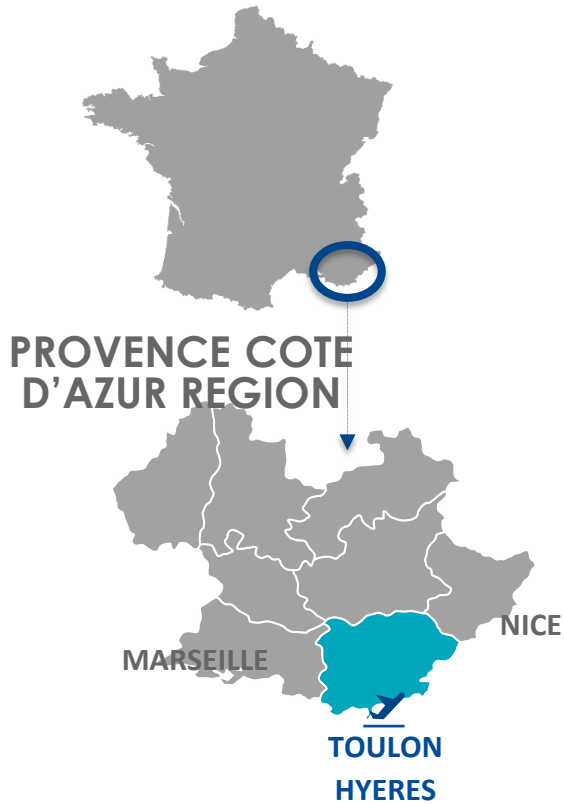 PROVENCE COTE
D’AZUR REGION
NICE
MARSEILLE
TOULON
HYERES